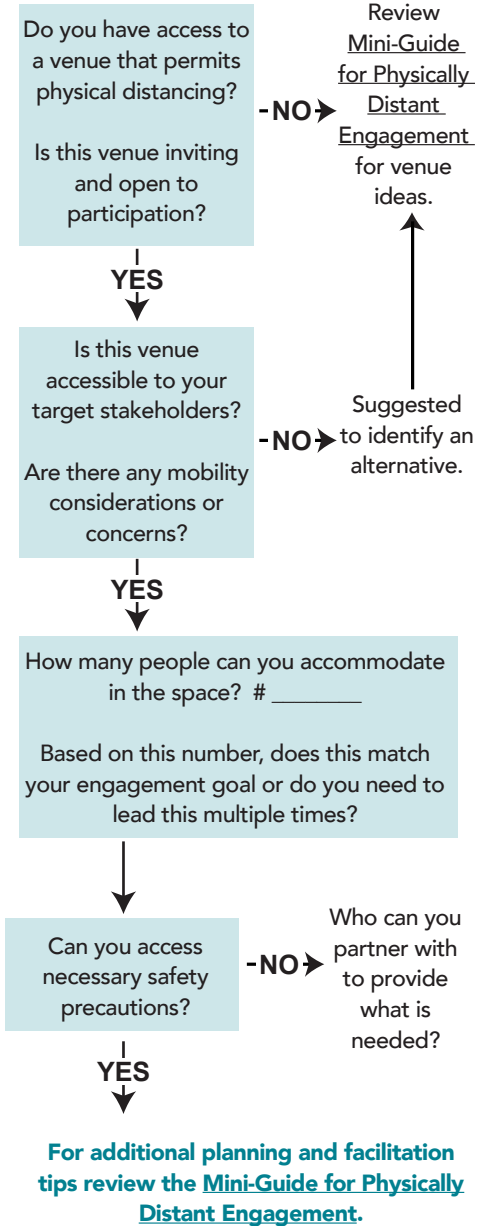 Do you have access to
a venue that permits
physical distancing?
Is this venue inviting
and open to
participation?
NO
Review
Mini-Guide
for Physically
Distant
Engagement
for venue
ideas.
YES
Is this venue
accessible to your
target stakeholders?
Are there any mobility
considerations or
concerns?
NO
Suggested
to identify an
alternative.
YES
How many people can you accommodate
in the space? # ________
Based on this number, does this match
your engagement goal or do you need to
lead this multiple times?
Can you access
necessary safety
precautions?
NO
Who can you
partner with
to provide
what is
needed?
YES
For additional planning and facilitation
tips review the Mini-Guide for Physically
Distant Engagement.